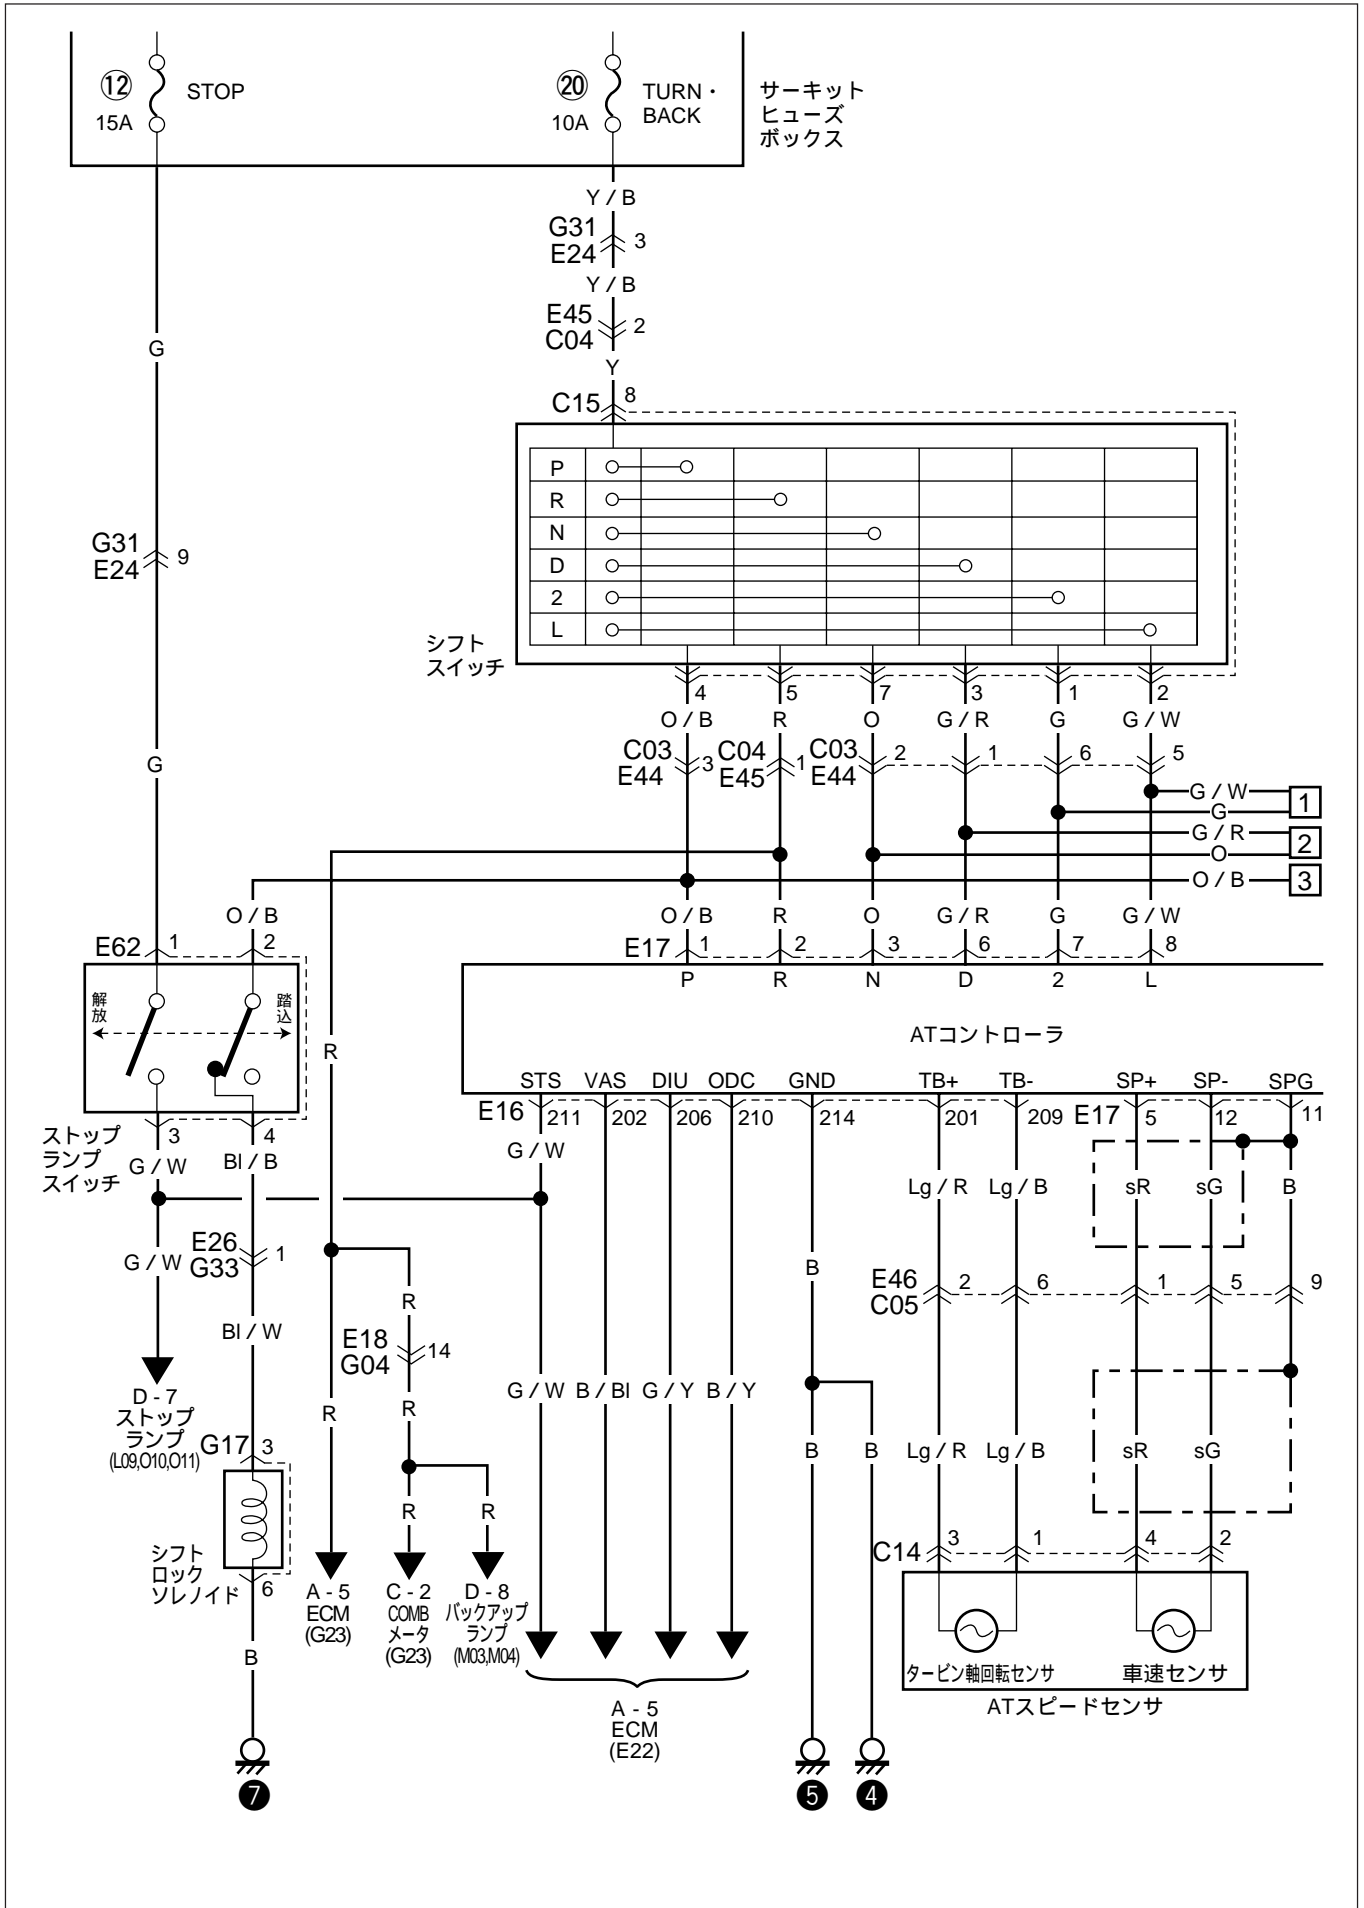 ⑫ STOP
15A
⑳ TURN・
BACK
10A
サーキット
ヒューズ
ボックス
Y / B
G31
E24
3
Y / B
E45
C04
2
Y
C15
8
G
G31
E24
9
P
R
N
D
2
L
シフト
スイッチ
4 5 7 3 1 2
O / B R O G / R G G / W
C03
E44
3
C04
E45
1
C03
E44
2 1 6 5
G
G / W
G
1
G / R
O
2
O / B
3
O / B
O / B R O G / R G G / W
E62 1 2
E17 1 2 3 6 7 8
P R N D 2 L
解放
踏込
ATコントローラ
R
STS VAS DIU ODC GND TB+ TB- SP+ SP- SPG
E16 211 202 206 210 214 201 209 E17 5 12 11
3 4
ストップ
ランプ
スイッチ
G / W
Bl / B
G / W
Lg / R Lg / B sR sG B
G / W
E26
G33
1
B
E46
C05
2 6 1 5 9
R
Bl / W
E18
G04
14
G / W B / Bl G / Y B / Y
D - 7
ストップ
ランプ
(L09,O10,O11)
R
R
G17 3
B B Lg / R Lg / B sR sG
R R
C14 3 1 4 2
シフト
ロック
ソレノイド
6
A - 5
ECM
(G23)
C - 2
COMB
メータ
(G23)
D - 8
バックアップ
ランプ
(M03,M04)
B
タービン軸回転センサ 車速センサ
ATスピードセンサ
A - 5
ECM
(E22)
❼ ❺ ❹